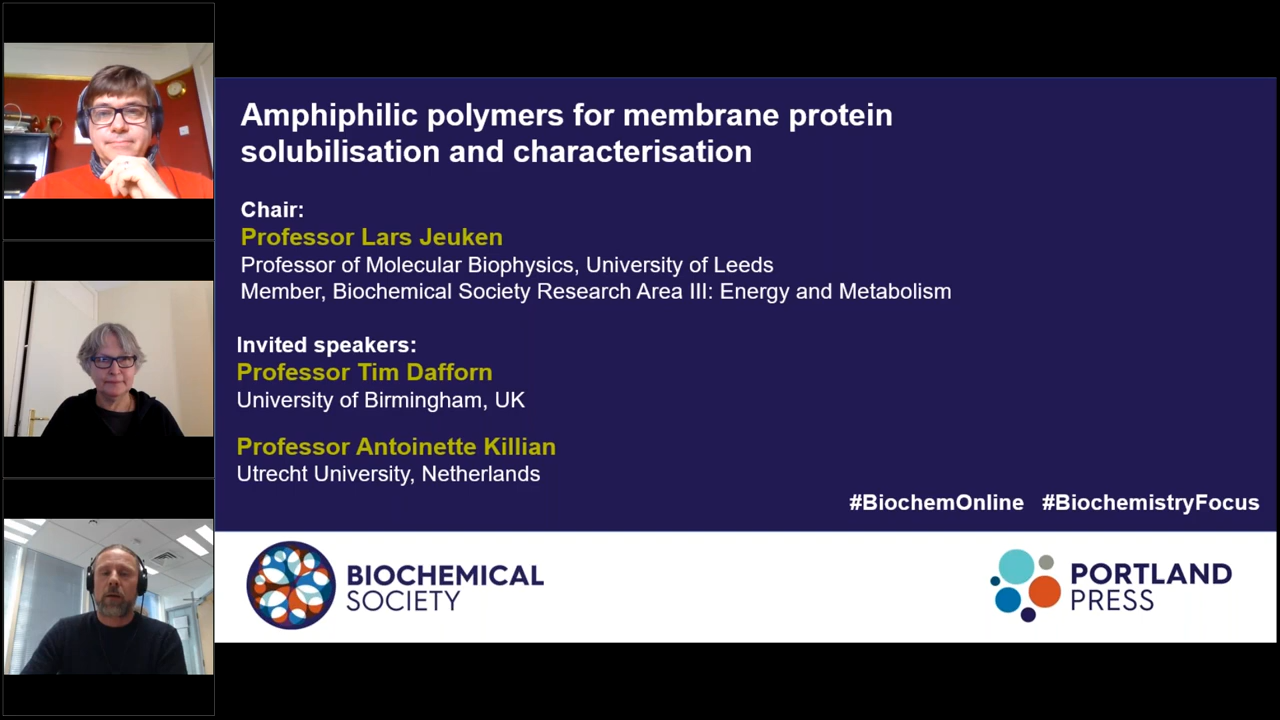 Amphiphilic polymers for membrane protein
solubilisation and characterisation
Chair:
Professor Lars Jeuken
Professor of Molecular Biophysics, University of Leeds
Member, Biochemical Society Research Area III: Energy and Metabolism
Invited speakers:
Professor Tim Dafforn
University of Birmingham, UK
Professor Antoinette Killian
Utrecht University, Netherlands
#BiochemOnline #BiochemistryFocus
BIOCHEMICAL
SOCIETY
PORTLAND
PRESS